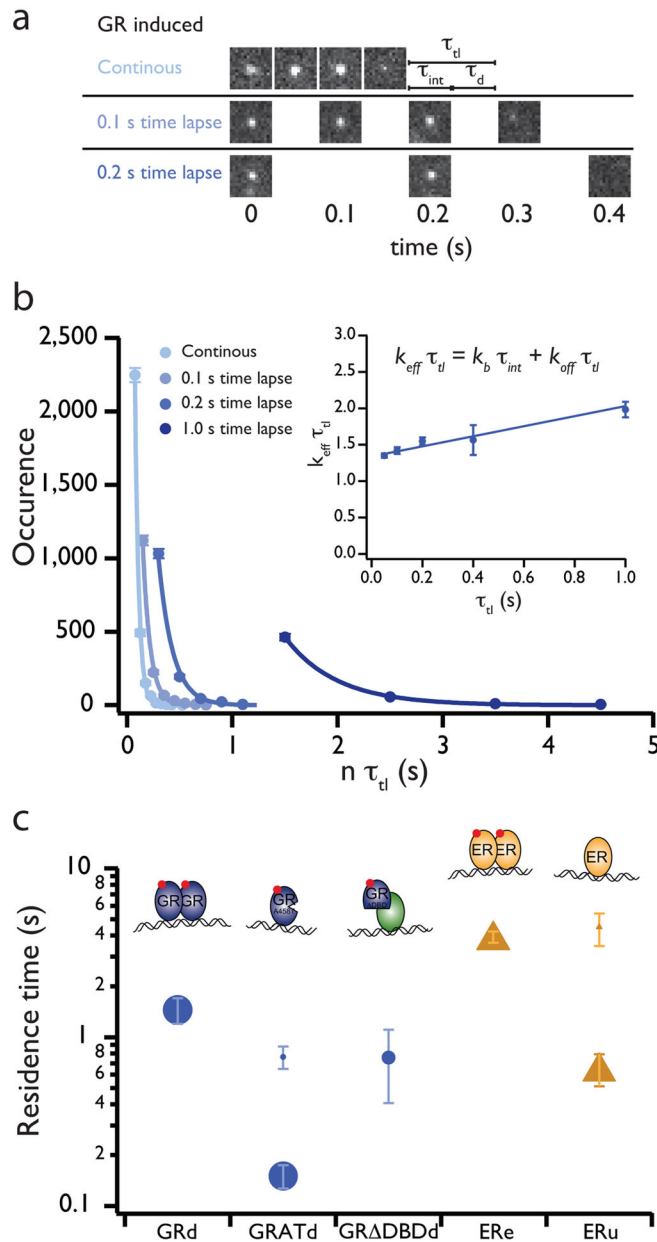 a
GR induced
Continous
τtl
τint τd
0.1 s time lapse
0.2 s time lapse
0 0.1 0.2 0.3 0.4
time (s)
b
2,500
2,000
1,500
1,000
500
0
Occurence
Continous
0.1 s time lapse
0.2 s time lapse
1.0 s time lapse
3.0
2.5
2.0
1.5
1.0
0.5
0.0
keff τtl
keff τtl = kb τint + koff τtl
0.0 0.2 0.4 0.6 0.8 1.0
τtl (s)
0 1 2 3 4 5
n τtl (s)
c
10
8
6
4
2
1
8
6
4
2
0.1
Residence time (s)
GR GR
GR
A458T
GR
ER ER
ER
GRd GRATd GRΔDBDd ERe ERu